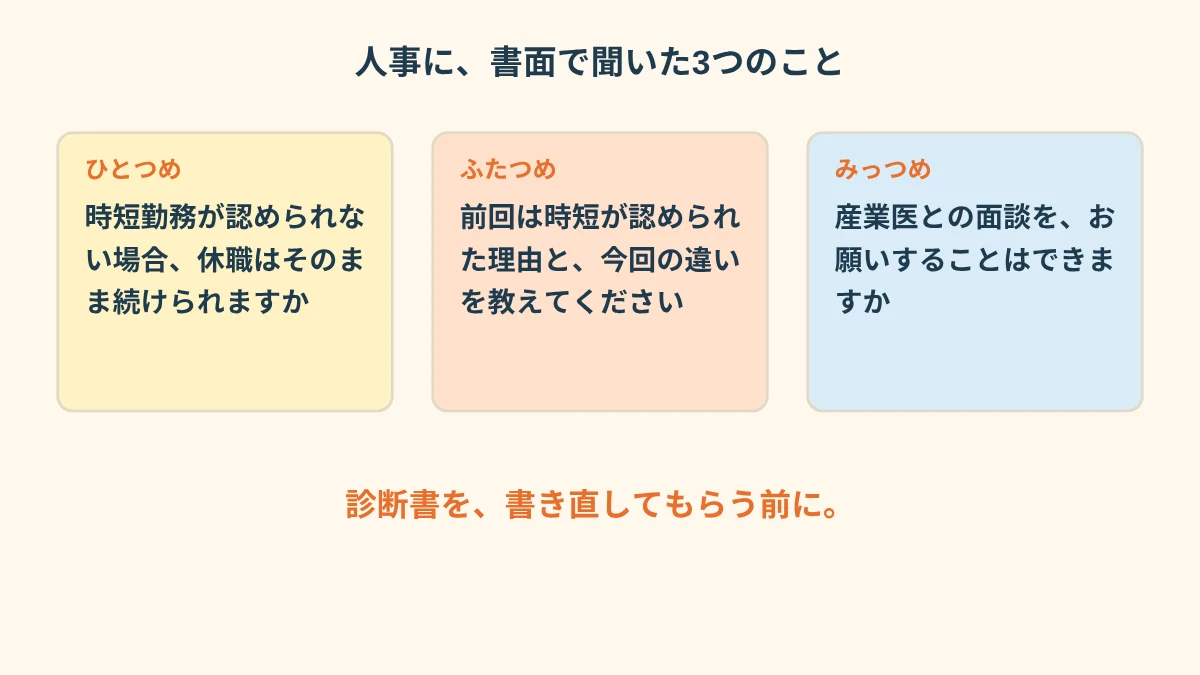 人事に、書面で聞いた3つのこと
ひとつめ
時短勤務が認められな
い場合、休職はそのま
ま続けられますか
ふたつめ
前回は時短が認められ
た理由と、今回の違い
を教えてください
みっつめ
産業医との面談を、お
願いすることはできま
すか
診断書を、書き直してもらう前に。